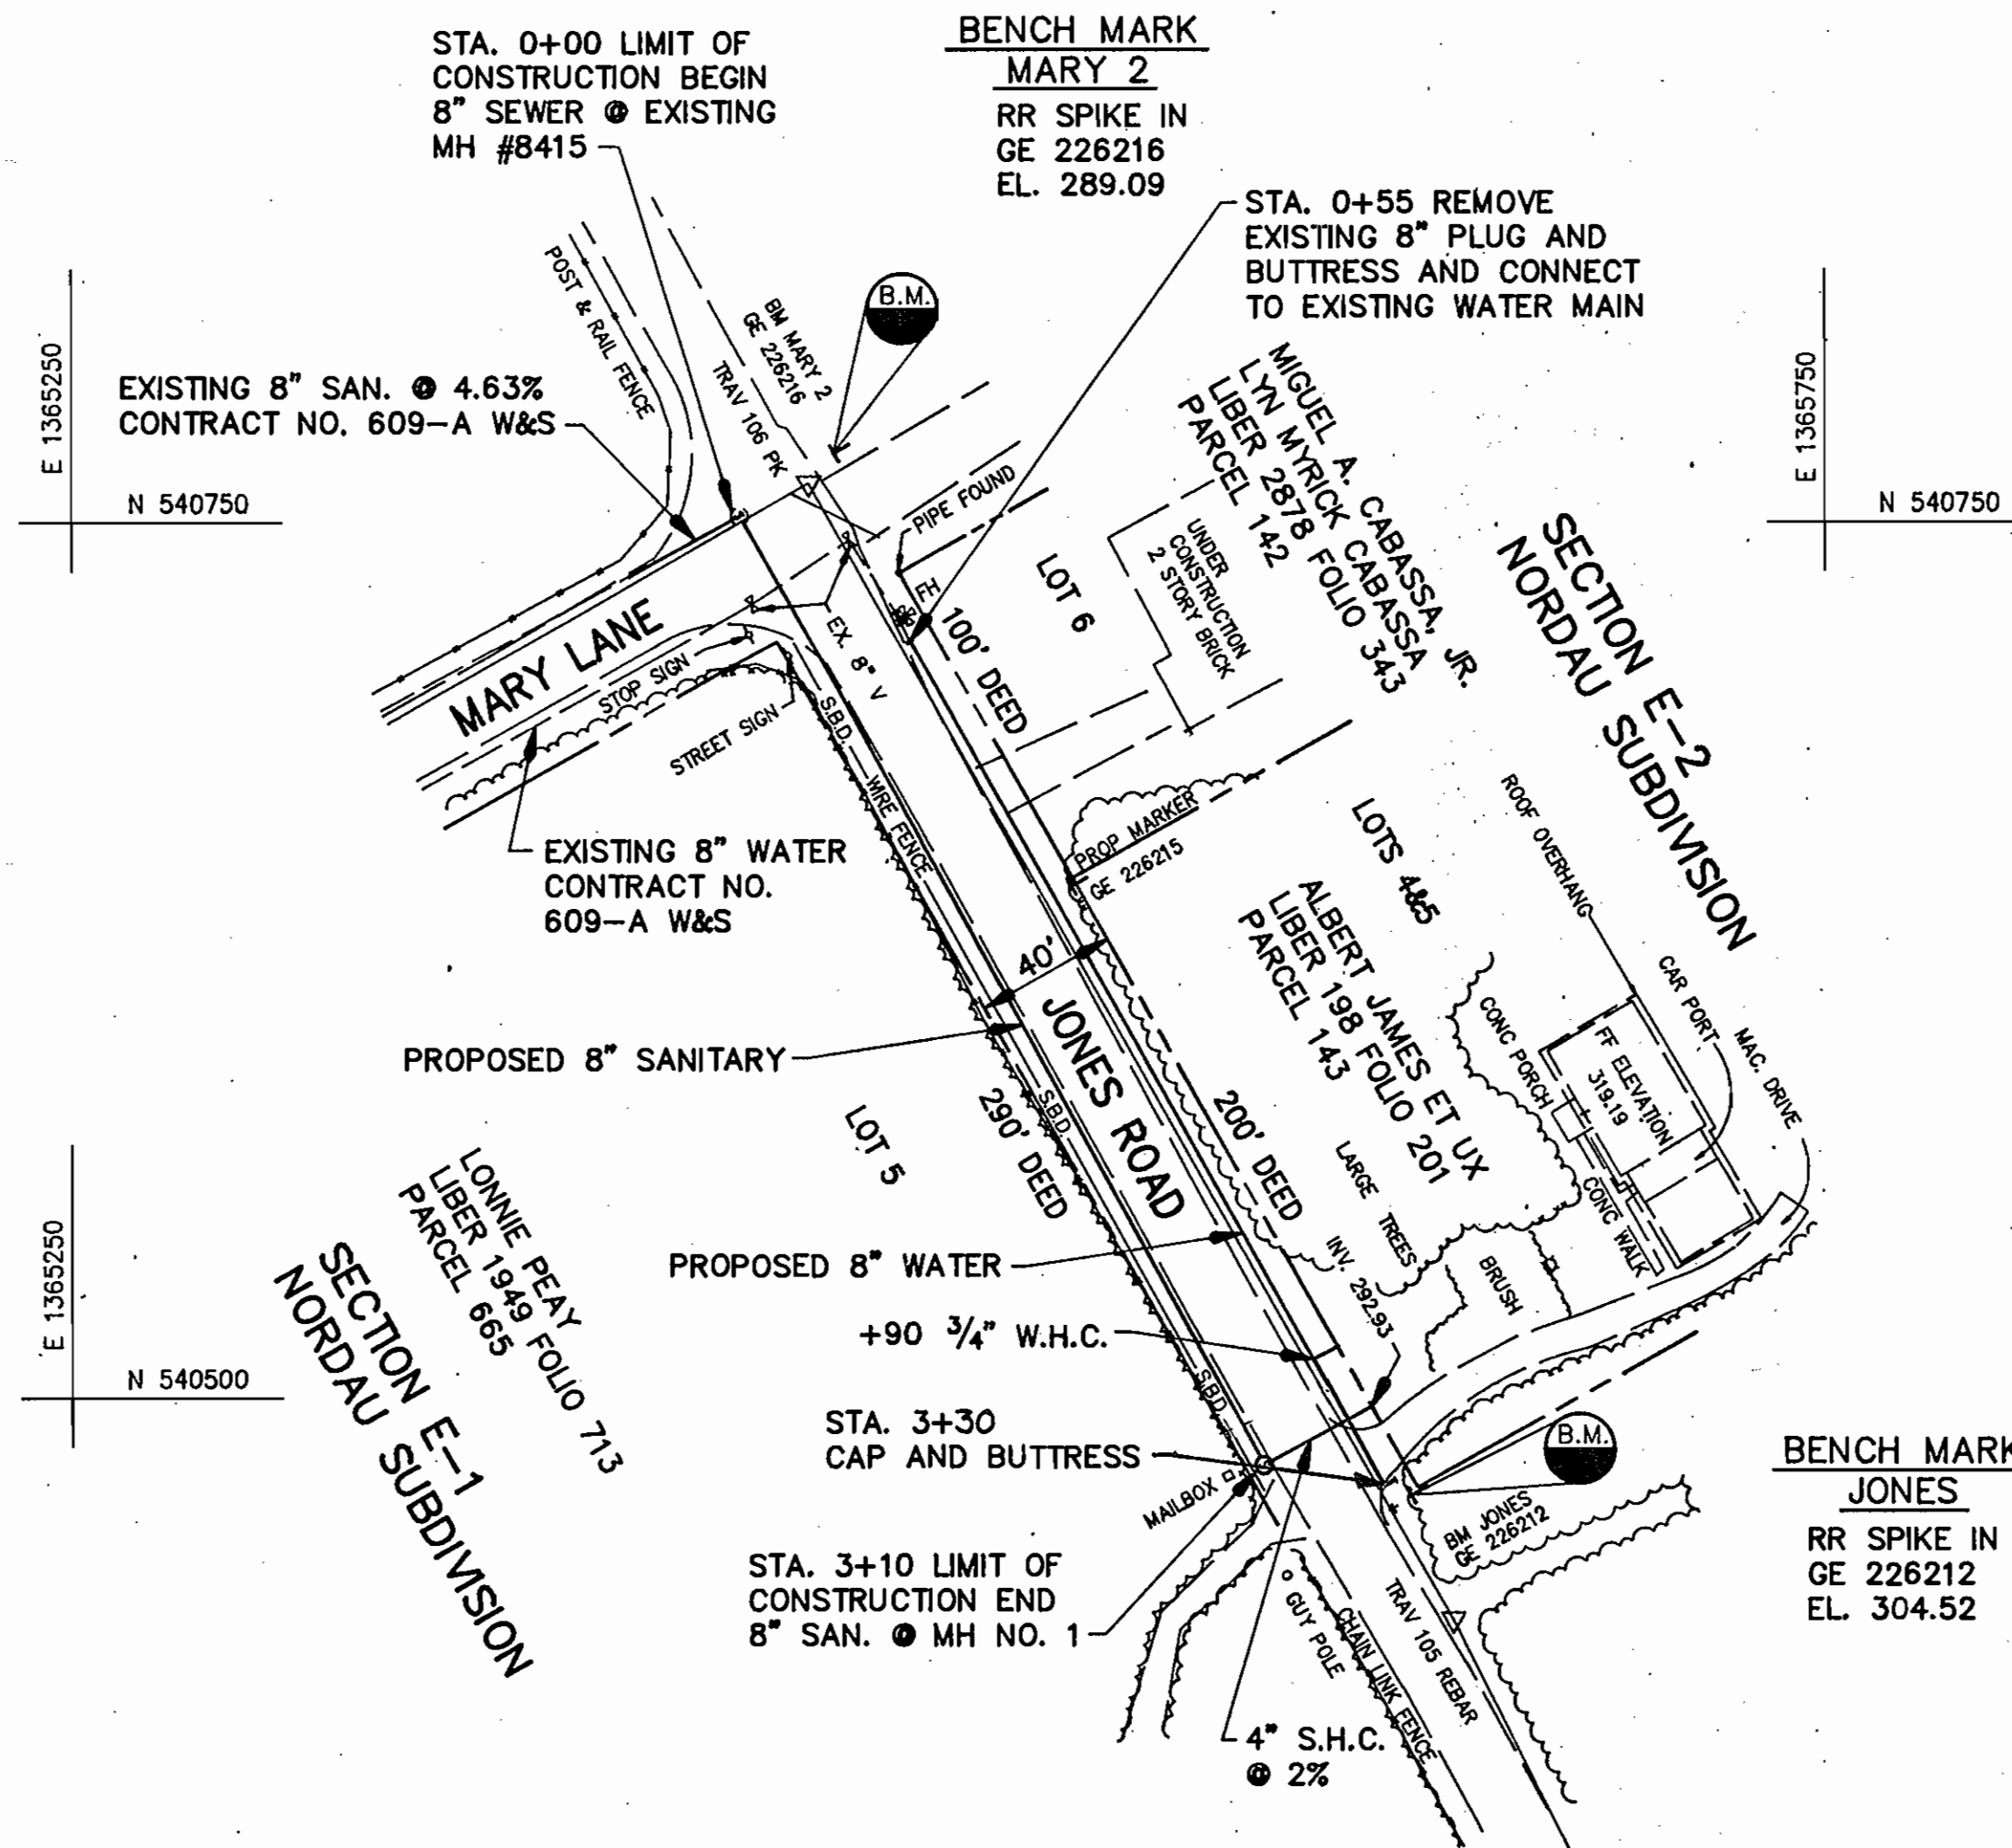 STA. 0+00 LIMIT OF
CONSTRUCTION BEGIN
8" SEWER @ EXISTING
MH #8415
BENCH MARK
MARY 2
RR SPIKE IN
GE 226216
EL. 289.09
STA. 0+55 REMOVE
EXISTING 8" PLUG AND
BUTTRESS AND CONNECT
TO EXISTING WATER MAIN
POST & RAIL FENCE
BM MARY 2
GE 226216
TRAV 106 PK
B.M.
E 1365250
N 540750
E 1365750
N 540750
EXISTING 8" SAN. @ 4.63%
CONTRACT NO. 609-A W&S
PIPE FOUND
MIGUEL A. CABASSA, JR.
LYN MYRICK CABASSA
LIBER 2878 FOLIO 343
PARCEL 142
SECTION E-2
NORDAU SUBDIVISION
UNDER
CONSTRUCTION
2 STORY BRICK
LOT 6
FH
100' DEED
MARY LANE
STOP SIGN
STREET SIGN
EX. 8" V
S.B.D.
WIRE FENCE
EXISTING 8" WATER
CONTRACT NO.
609-A W&S
PROP MARKER
GE 226215
LOTS 4&5
ROOF OVERHANG
ALBERT JAMES ET UX
LIBER 198 FOLIO 201
PARCEL 143
CAR PORT
MAC. DRIVE
CONC PORCH
FF ELEVATION
319.19
CONC WALK
40'
JONES ROAD
PROPOSED 8" SANITARY
S.B.D.
290' DEED
200' DEED
LOT 5
LARGE TREES
BRUSH
INV. 292.93
LONNIE PEAY
LIBER 1949 FOLIO 713
PARCEL 665
SECTION E-1
NORDAU SUBDIVISION
E 1365250
N 540500
PROPOSED 8" WATER
+90 3/4" W.H.C.
S.B.D.
STA. 3+30
CAP AND BUTTRESS
MAILBOX
B.M.
BM JONES
GE 226212
BENCH MARK
JONES
RR SPIKE IN
GE 226212
EL. 304.52
STA. 3+10 LIMIT OF
CONSTRUCTION END
8" SAN. @ MH NO. 1
GUY POLE
CHAIN LINK FENCE
TRAV 105 REBAR
4" S.H.C.
@ 2%